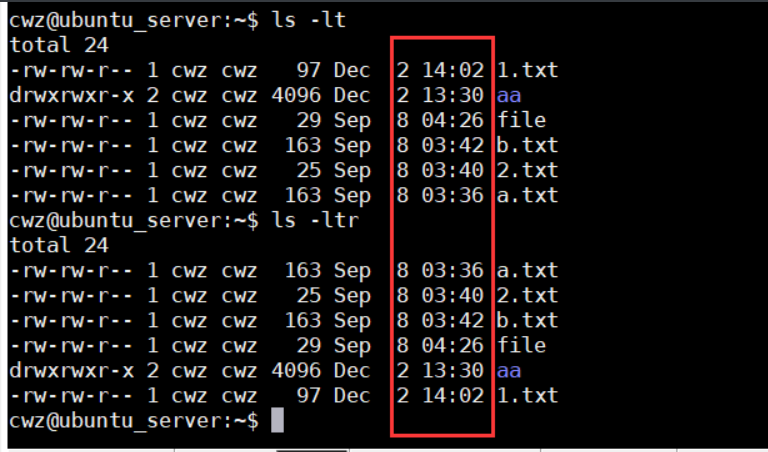 cwz@ubuntu_server:~$ ls -lt
total 24
-rw-rw-r-- 1 cwz cwz   97 Dec  2 14:02 1.txt
drwxrwxr-x 2 cwz cwz 4096 Dec  2 13:30 aa
-rw-rw-r-- 1 cwz cwz   29 Sep  8 04:26 file
-rw-rw-r-- 1 cwz cwz  163 Sep  8 03:42 b.txt
-rw-rw-r-- 1 cwz cwz   25 Sep  8 03:40 2.txt
-rw-rw-r-- 1 cwz cwz  163 Sep  8 03:36 a.txt
cwz@ubuntu_server:~$ ls -ltr
total 24
-rw-rw-r-- 1 cwz cwz  163 Sep  8 03:36 a.txt
-rw-rw-r-- 1 cwz cwz   25 Sep  8 03:40 2.txt
-rw-rw-r-- 1 cwz cwz  163 Sep  8 03:42 b.txt
-rw-rw-r-- 1 cwz cwz   29 Sep  8 04:26 file
drwxrwxr-x 2 cwz cwz 4096 Dec  2 13:30 aa
-rw-rw-r-- 1 cwz cwz   97 Dec  2 14:02 1.txt
cwz@ubuntu_server:~$